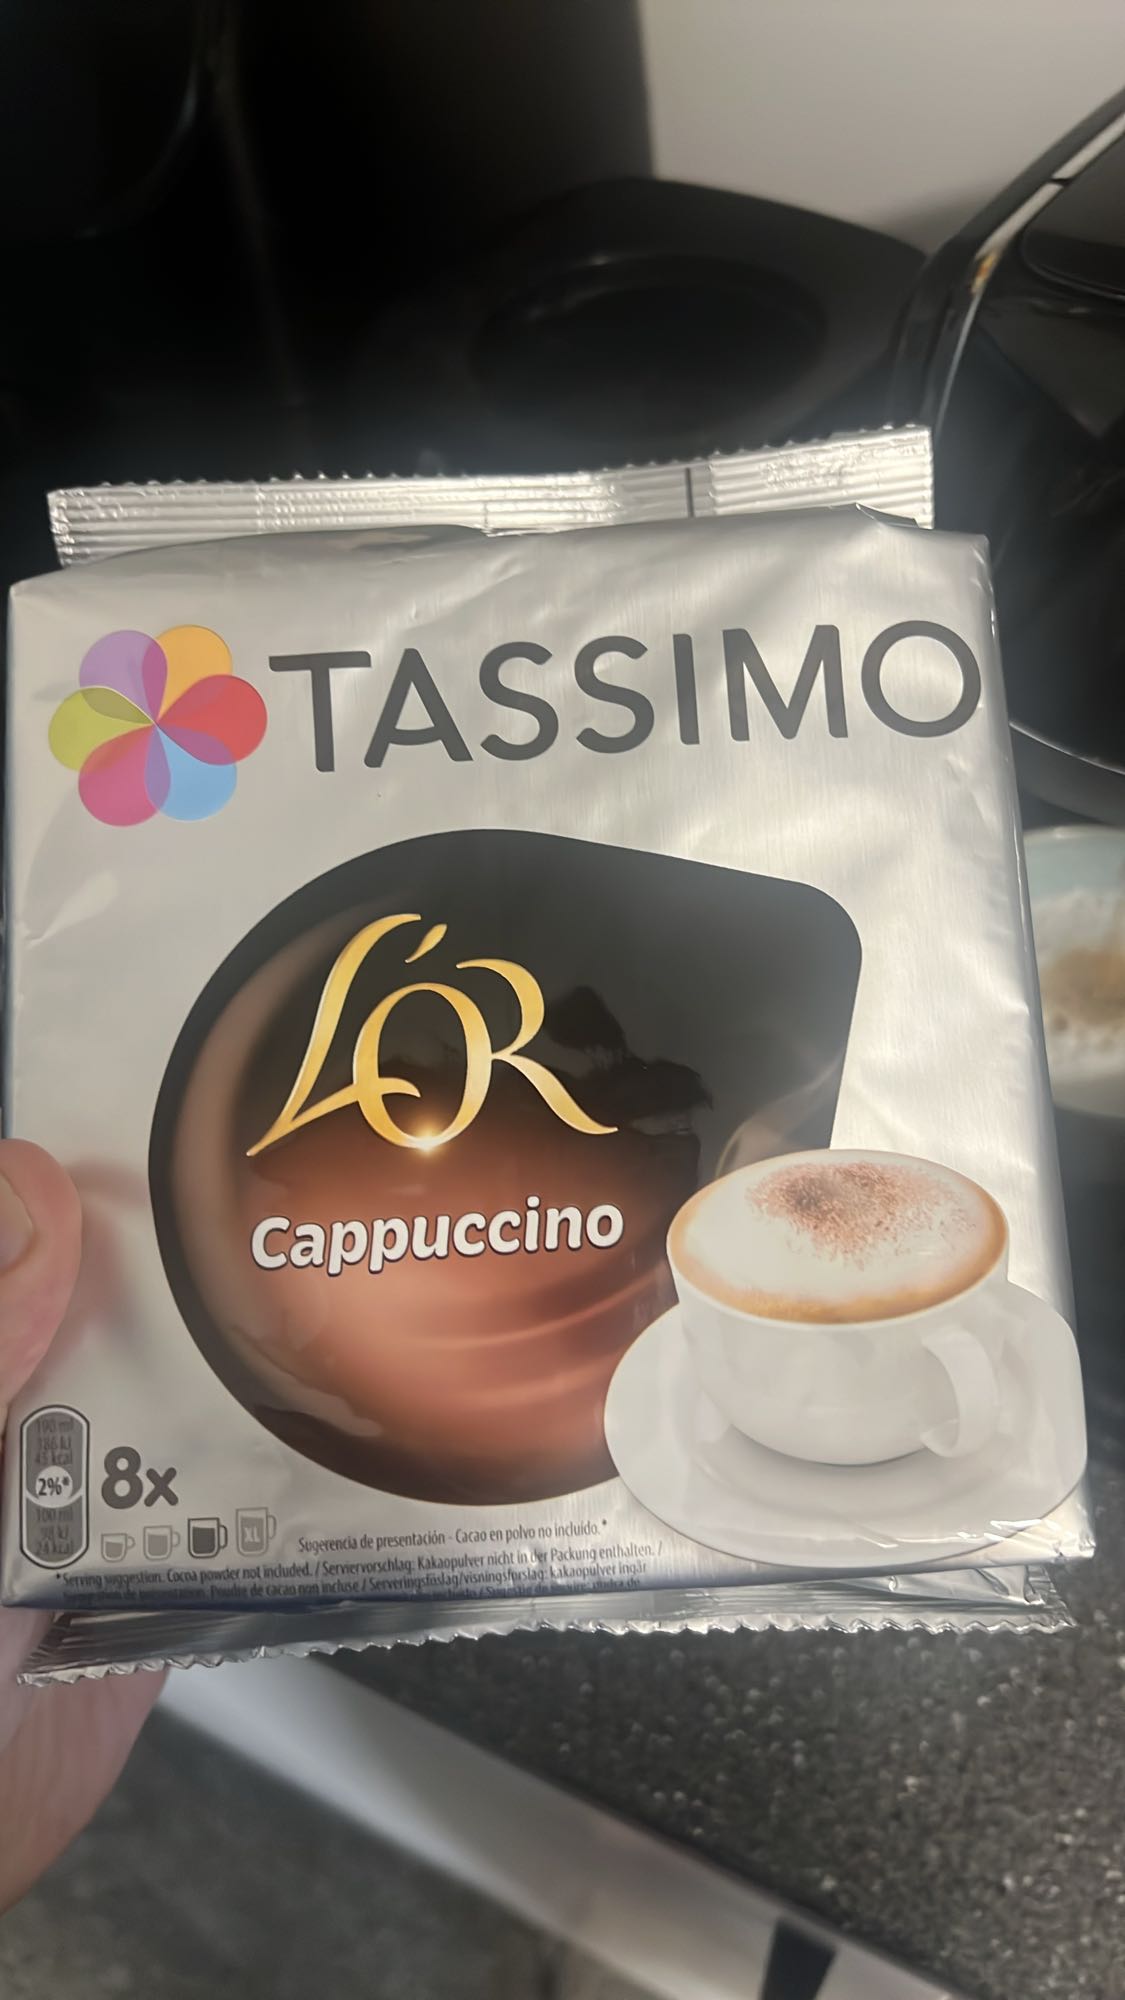 TASSIMO
L'OR
Cappuccino
190 ml
186 kJ
45 kcal
2%*
100 ml
98 kJ
24 kcal
8x
XL
Sugerencia de presentación - Cacao en polvo no incluido.*
*Serving suggestion. Cocoa powder not included. / Serviervorschlag: Kakaopulver nicht in der Packung enthalten. /
Poudre de cacao non incluse / Serveringsförslag/visningsforslag: kakaopulver ingår